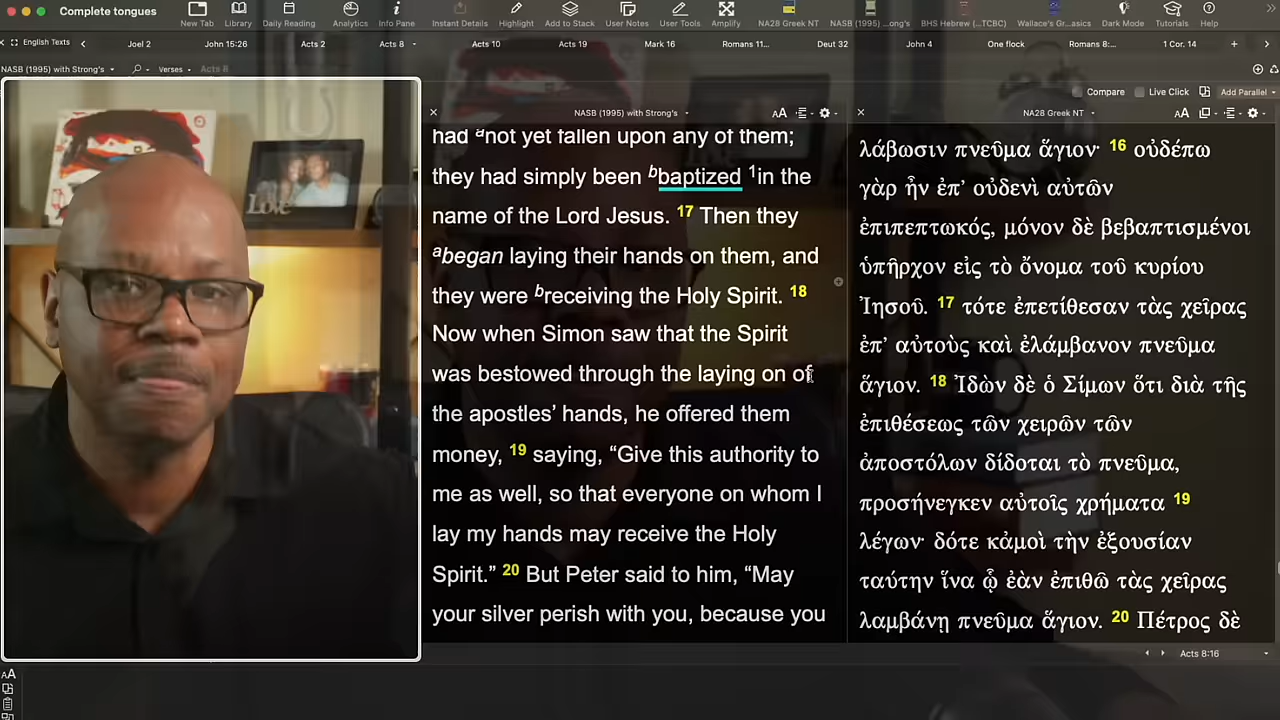 Complete tongues
New Tab
Library
Daily Reading
Analytics
Info Pane
Instant Details
Highlight
Add to Stack
User Notes
User Tools
Amplify
NA28 Greek NT
NASB (1995) ...ong's
BHS Hebrew (...TCBC)
Wallace's Gr...asics
Dark Mode
Tutorials
Help
English Texts
Joel 2
John 15:26
Acts 2
Acts 8
Acts 10
Acts 19
Mark 16
Romans 11...
Deut 32
John 4
One flock
Romans 8:...
1 Cor. 14
NASB (1995) with Strong's
Verses
Acts 8
Compare
Live Click
Add Parallel
NASB (1995) with Strong's
had anot yet fallen upon any of them;
they had simply been bbaptized 1in the
name of the Lord Jesus. 17 Then they
abegan laying their hands on them, and
they were breceiving the Holy Spirit. 18
Now when Simon saw that the Spirit
was bestowed through the laying on of
the apostles’ hands, he offered them
money, 19 saying, “Give this authority to
me as well, so that everyone on whom I
lay my hands may receive the Holy
Spirit.” 20 But Peter said to him, “May
your silver perish with you, because you
NA28 Greek NT
λάβωσιν πνεῦμα ἅγιον· 16 οὐδέπω
γὰρ ἦν ἐπ’ οὐδενὶ αὐτῶν
ἐπιπεπτωκός, μόνον δὲ βεβαπτισμένοι
ὑπῆρχον εἰς τὸ ὄνομα τοῦ κυρίου
Ἰησοῦ. 17 τότε ἐπετίθεσαν τὰς χεῖρας
ἐπ’ αὐτοὺς καὶ ἐλάμβανον πνεῦμα
ἅγιον. 18 Ἰδὼν δὲ ὁ Σίμων ὅτι διὰ τῆς
ἐπιθέσεως τῶν χειρῶν τῶν
ἀποστόλων δίδοται τὸ πνεῦμα,
προσήνεγκεν αὐτοῖς χρήματα 19
λέγων· δότε κἀμοὶ τὴν ἐξουσίαν
ταύτην ἵνα ᾧ ἐὰν ἐπιθῶ τὰς χεῖρας
λαμβάνῃ πνεῦμα ἅγιον. 20 Πέτρος δὲ
Acts 8:16
Love
AA